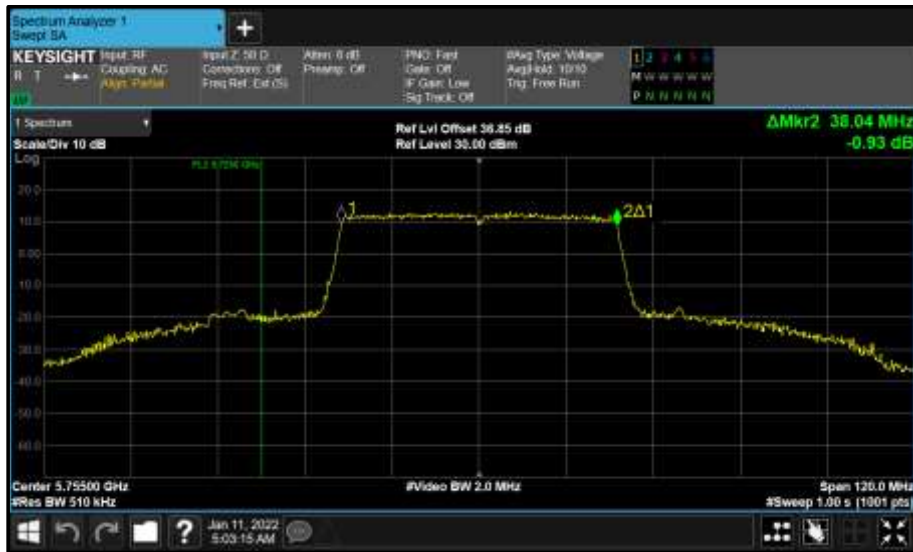 Spectrum Analyzer 1
Swept SA
+
KEYSIGHT
R T
Input: RF
Coupling: AC
Align: Partial
Input Z: 50 Ω
Corrections: Off
Freq Ref: Ext (S)
Atten: 6 dB
Preamp: Off
PNO: Fast
Gate: Off
IF Gain: Low
Sig Track: Off
#Avg Type: Voltage
Avg|Hold: 10/10
Trig: Free Run
1 2 3 4 5 6
M W W W W W
P N N N N N
1 Spectrum
Scale/Div 10 dB
Ref Lvl Offset 36.85 dB
Ref Level 30.00 dBm
ΔMkr2 38.04 MHz
-0.93 dB
Log
20.0
10.0
0.00
-10.0
-20.0
-30.0
-40.0
-50.0
-60.0
1
2Δ1
Center 5.75500 GHz
#Res BW 510 kHz
#Video BW 2.0 MHz
Span 120.0 MHz
#Sweep 1.00 s (1001 pts)
?
Jan 11, 2022
5:03:15 AM